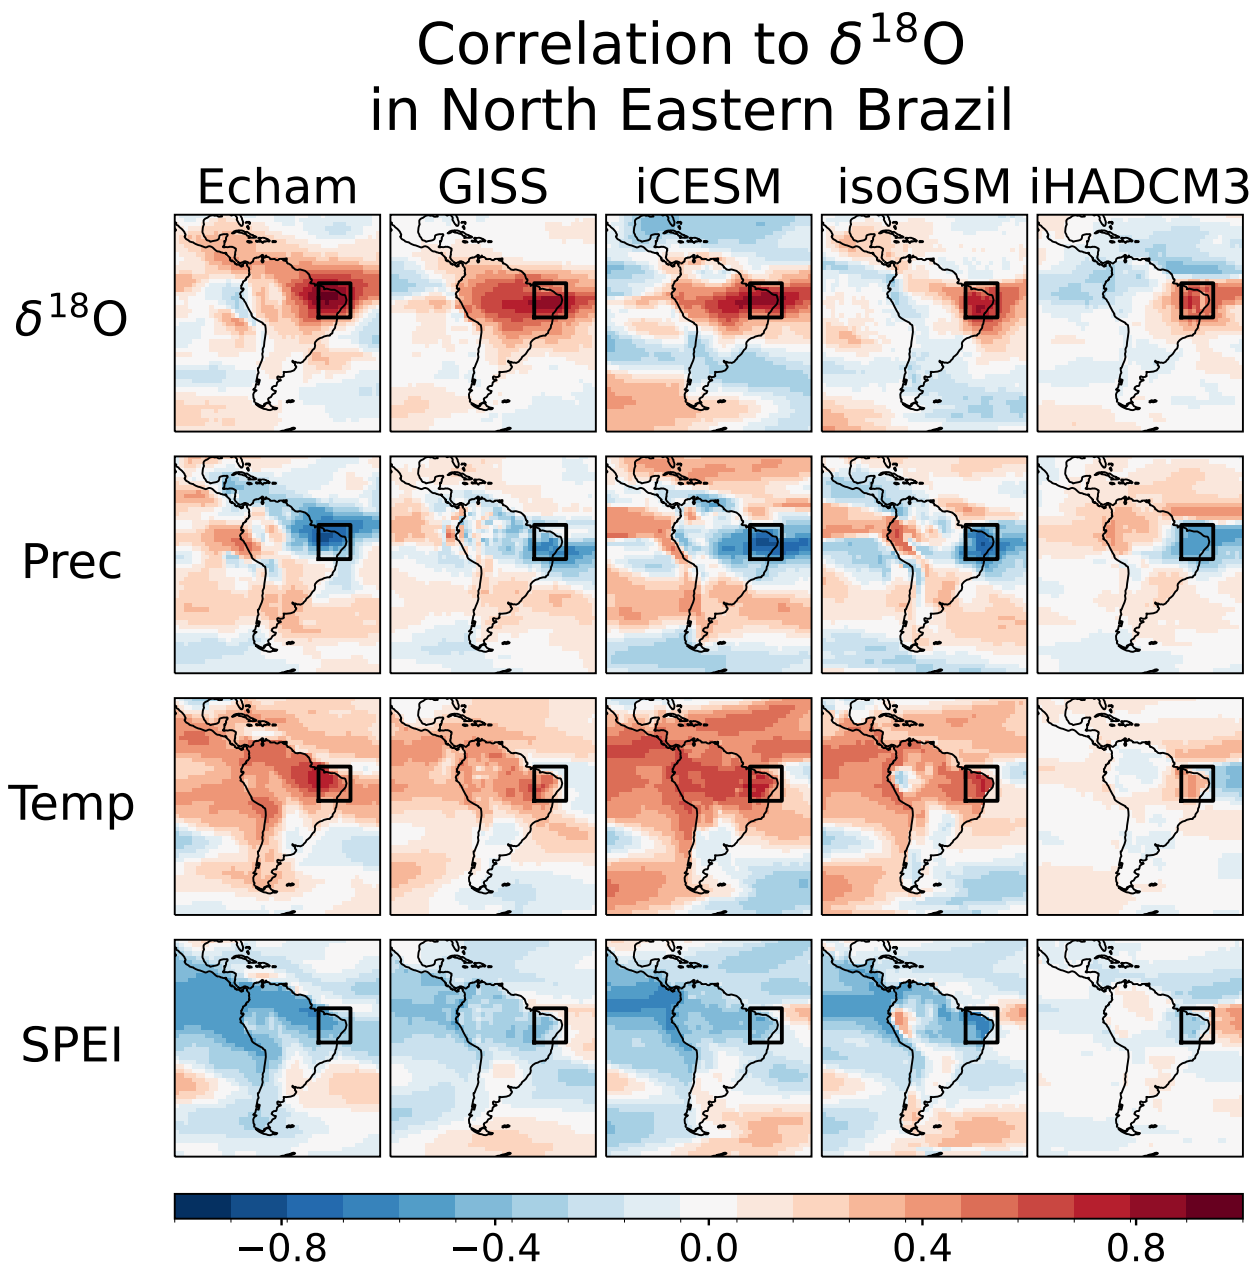 Correlation to δ¹⁸O
in North Eastern Brazil
Echam GISS iCESM isoGSM iHADCM3
δ¹⁸O
Prec
Temp
SPEI
−0.8 −0.4 0.0 0.4 0.8